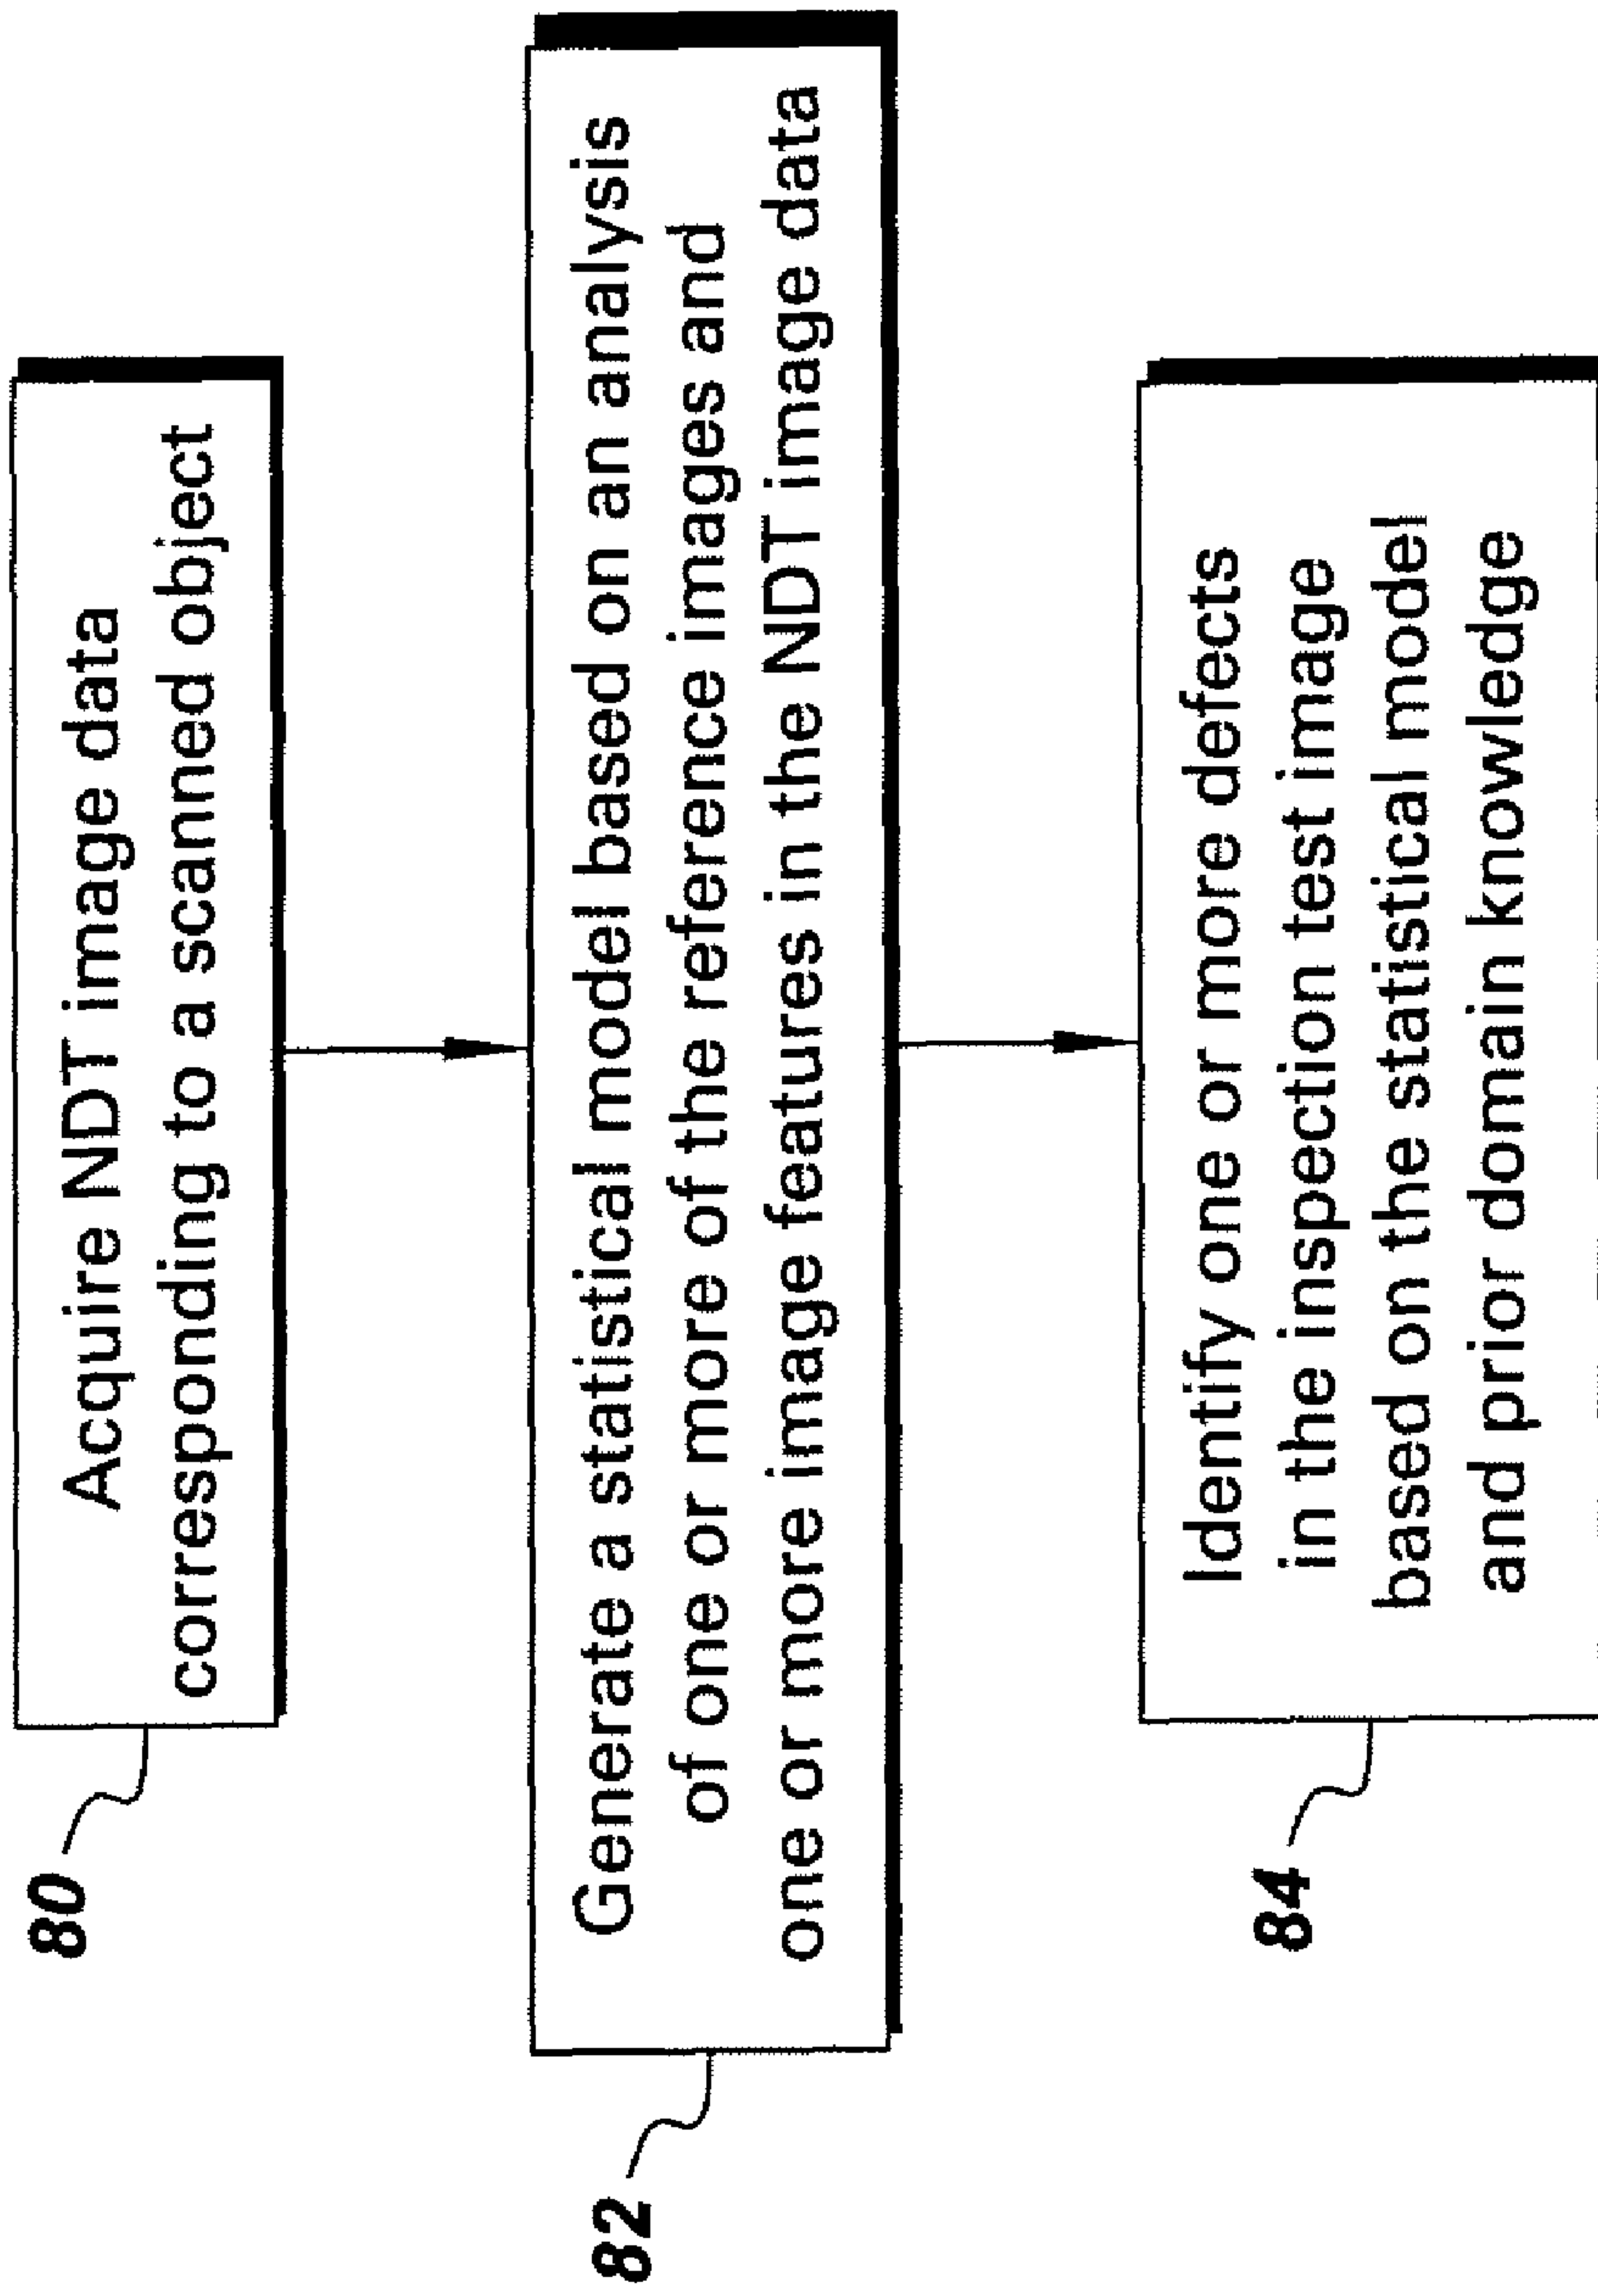 80
Acquire NDT image data
corresponding to a scanned object
82
Generate a statistical model based on an analysis
of one or more of the reference images and
one or more image features in the NDT image data
84
Identify one or more defects
in the inspection test image
based on the statistical model
and prior domain knowledge